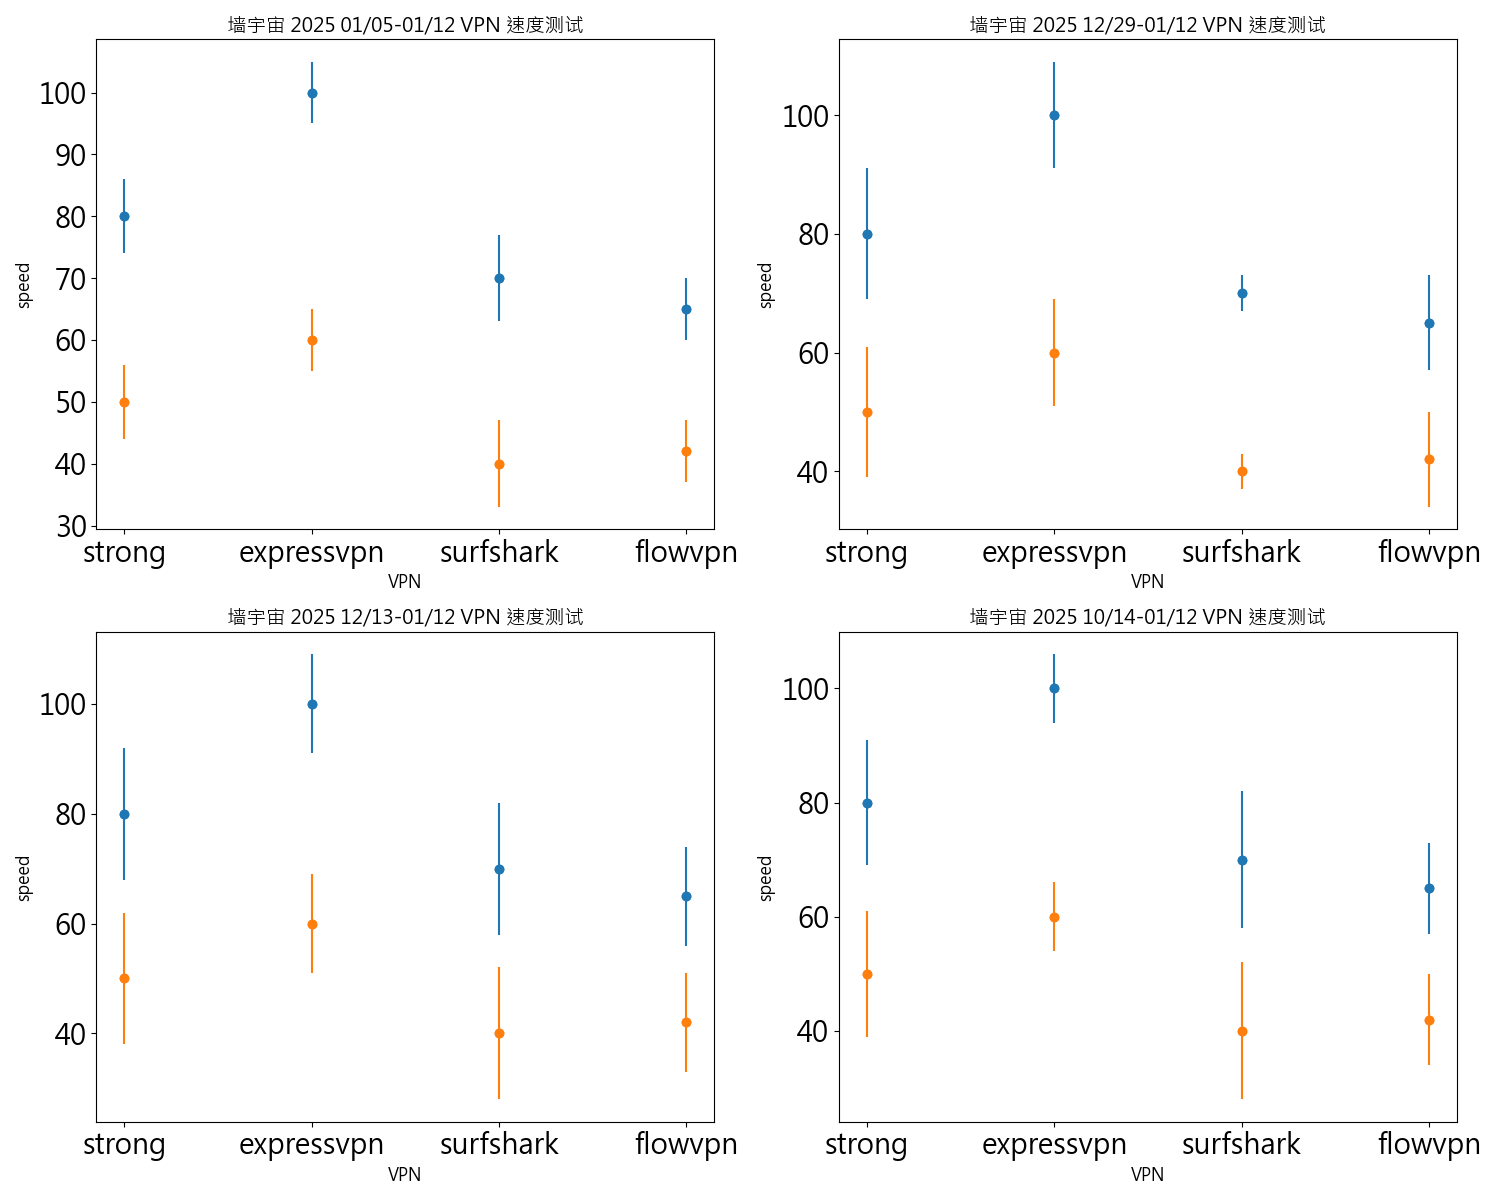 墙宇宙 2025 01/05-01/12 VPN 速度测试
100
90
80
70
60
50
40
30
speed
strong expressvpn surfshark flowvpn
VPN
墙宇宙 2025 12/29-01/12 VPN 速度测试
100
80
60
40
speed
strong expressvpn surfshark flowvpn
VPN
墙宇宙 2025 12/13-01/12 VPN 速度测试
100
80
60
40
speed
strong expressvpn surfshark flowvpn
VPN
墙宇宙 2025 10/14-01/12 VPN 速度测试
100
80
60
40
speed
strong expressvpn surfshark flowvpn
VPN